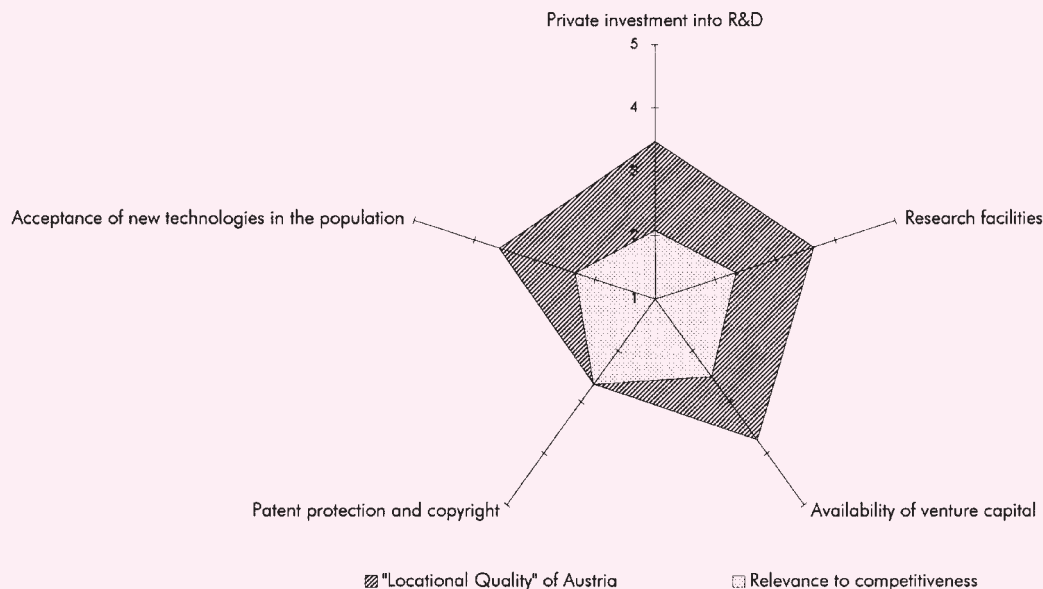 Private investment into R&D
5
4
3
2
1
Acceptance of new technologies in the population
Research facilities
Patent protection and copyright
Availability of venture capital
"Locational Quality" of Austria
Relevance to competitiveness